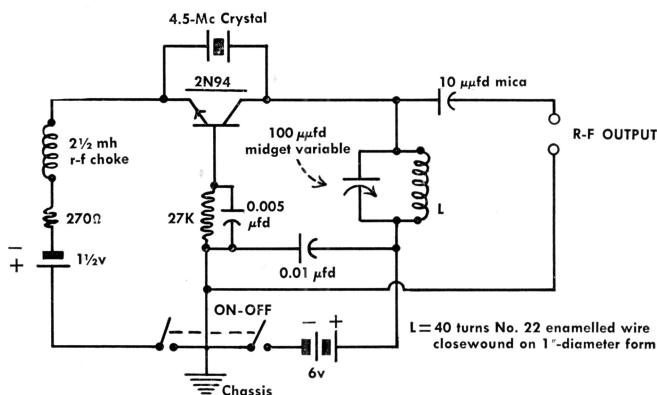 4.5-Mc Crystal
2N94
10 μμfd mica
R-F OUTPUT
100 μμfd
midget variable
2½ mh
r-f choke
L
270Ω
27K
0.005
μfd
0.01 μfd
−
+
1½v
ON-OFF
− +
6v
Chassis
L = 40 turns No. 22 enamelled wire
closewound on 1"-diameter form